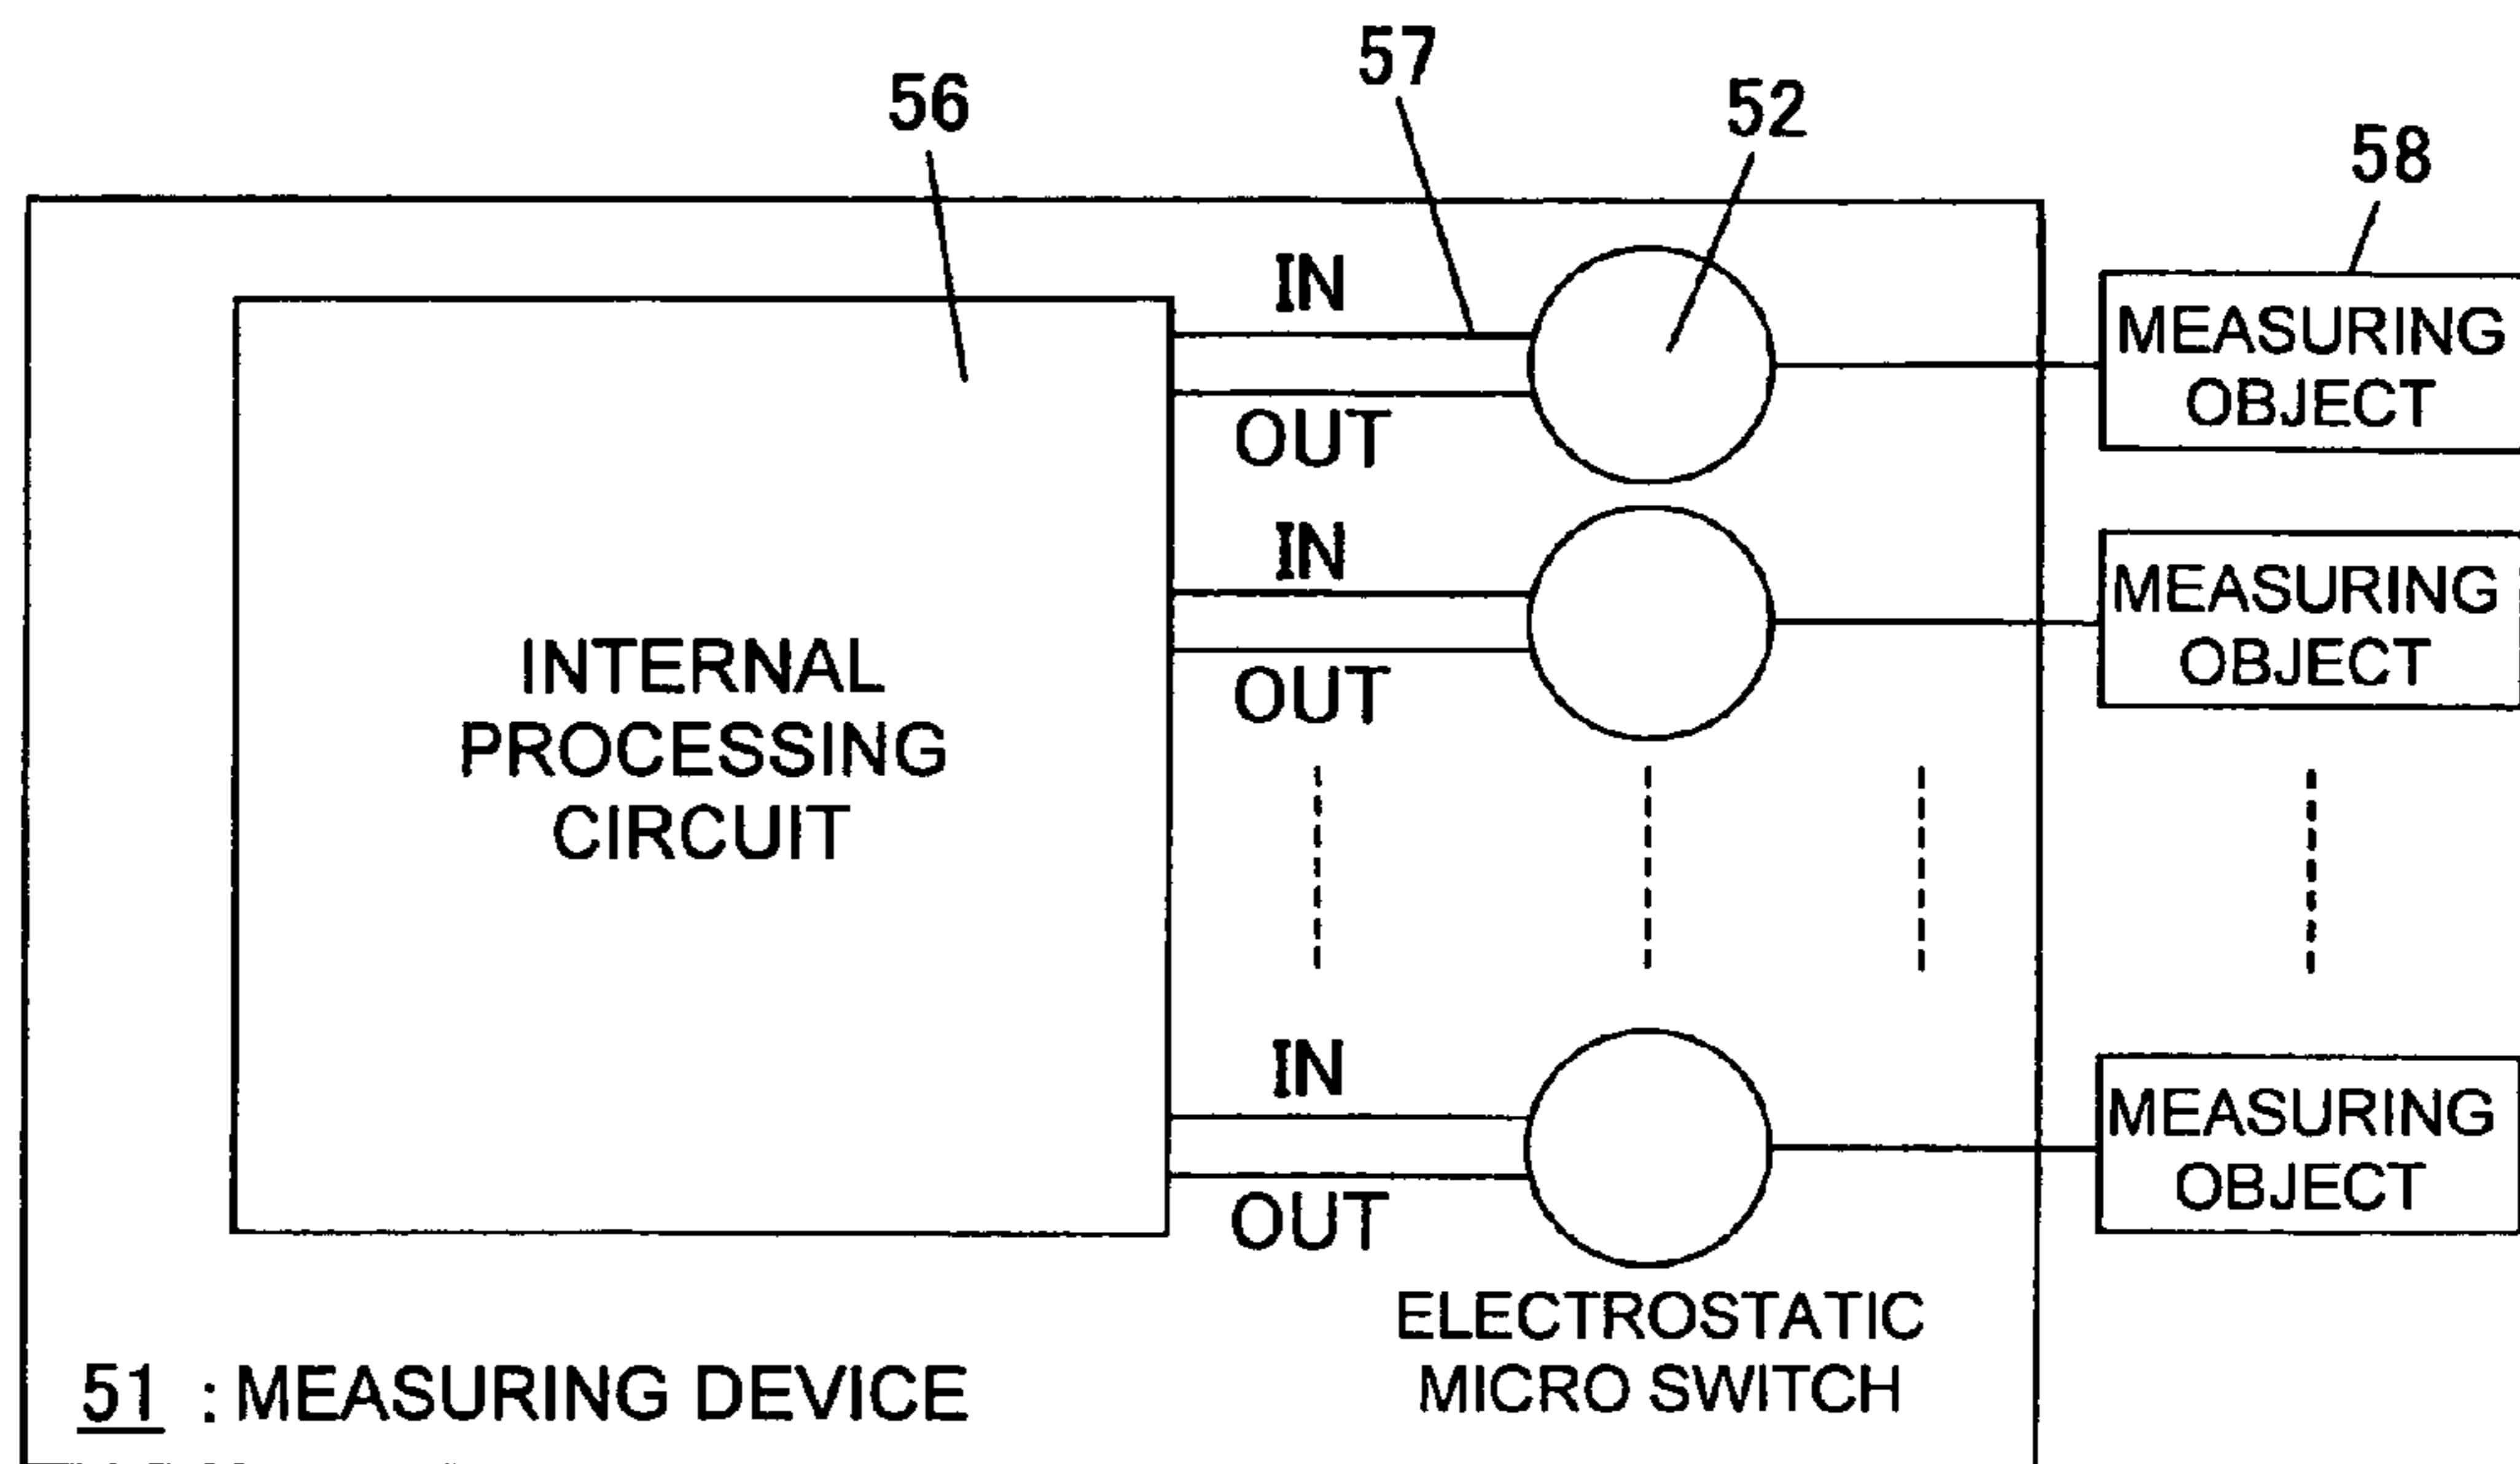 57
56
52
58
IN
MEASURING
OBJECT
OUT
IN
MEASURING
OBJECT
OUT
INTERNAL
PROCESSING
CIRCUIT
IN
MEASURING
OBJECT
OUT
ELECTROSTATIC
MICRO SWITCH
51 : MEASURING DEVICE